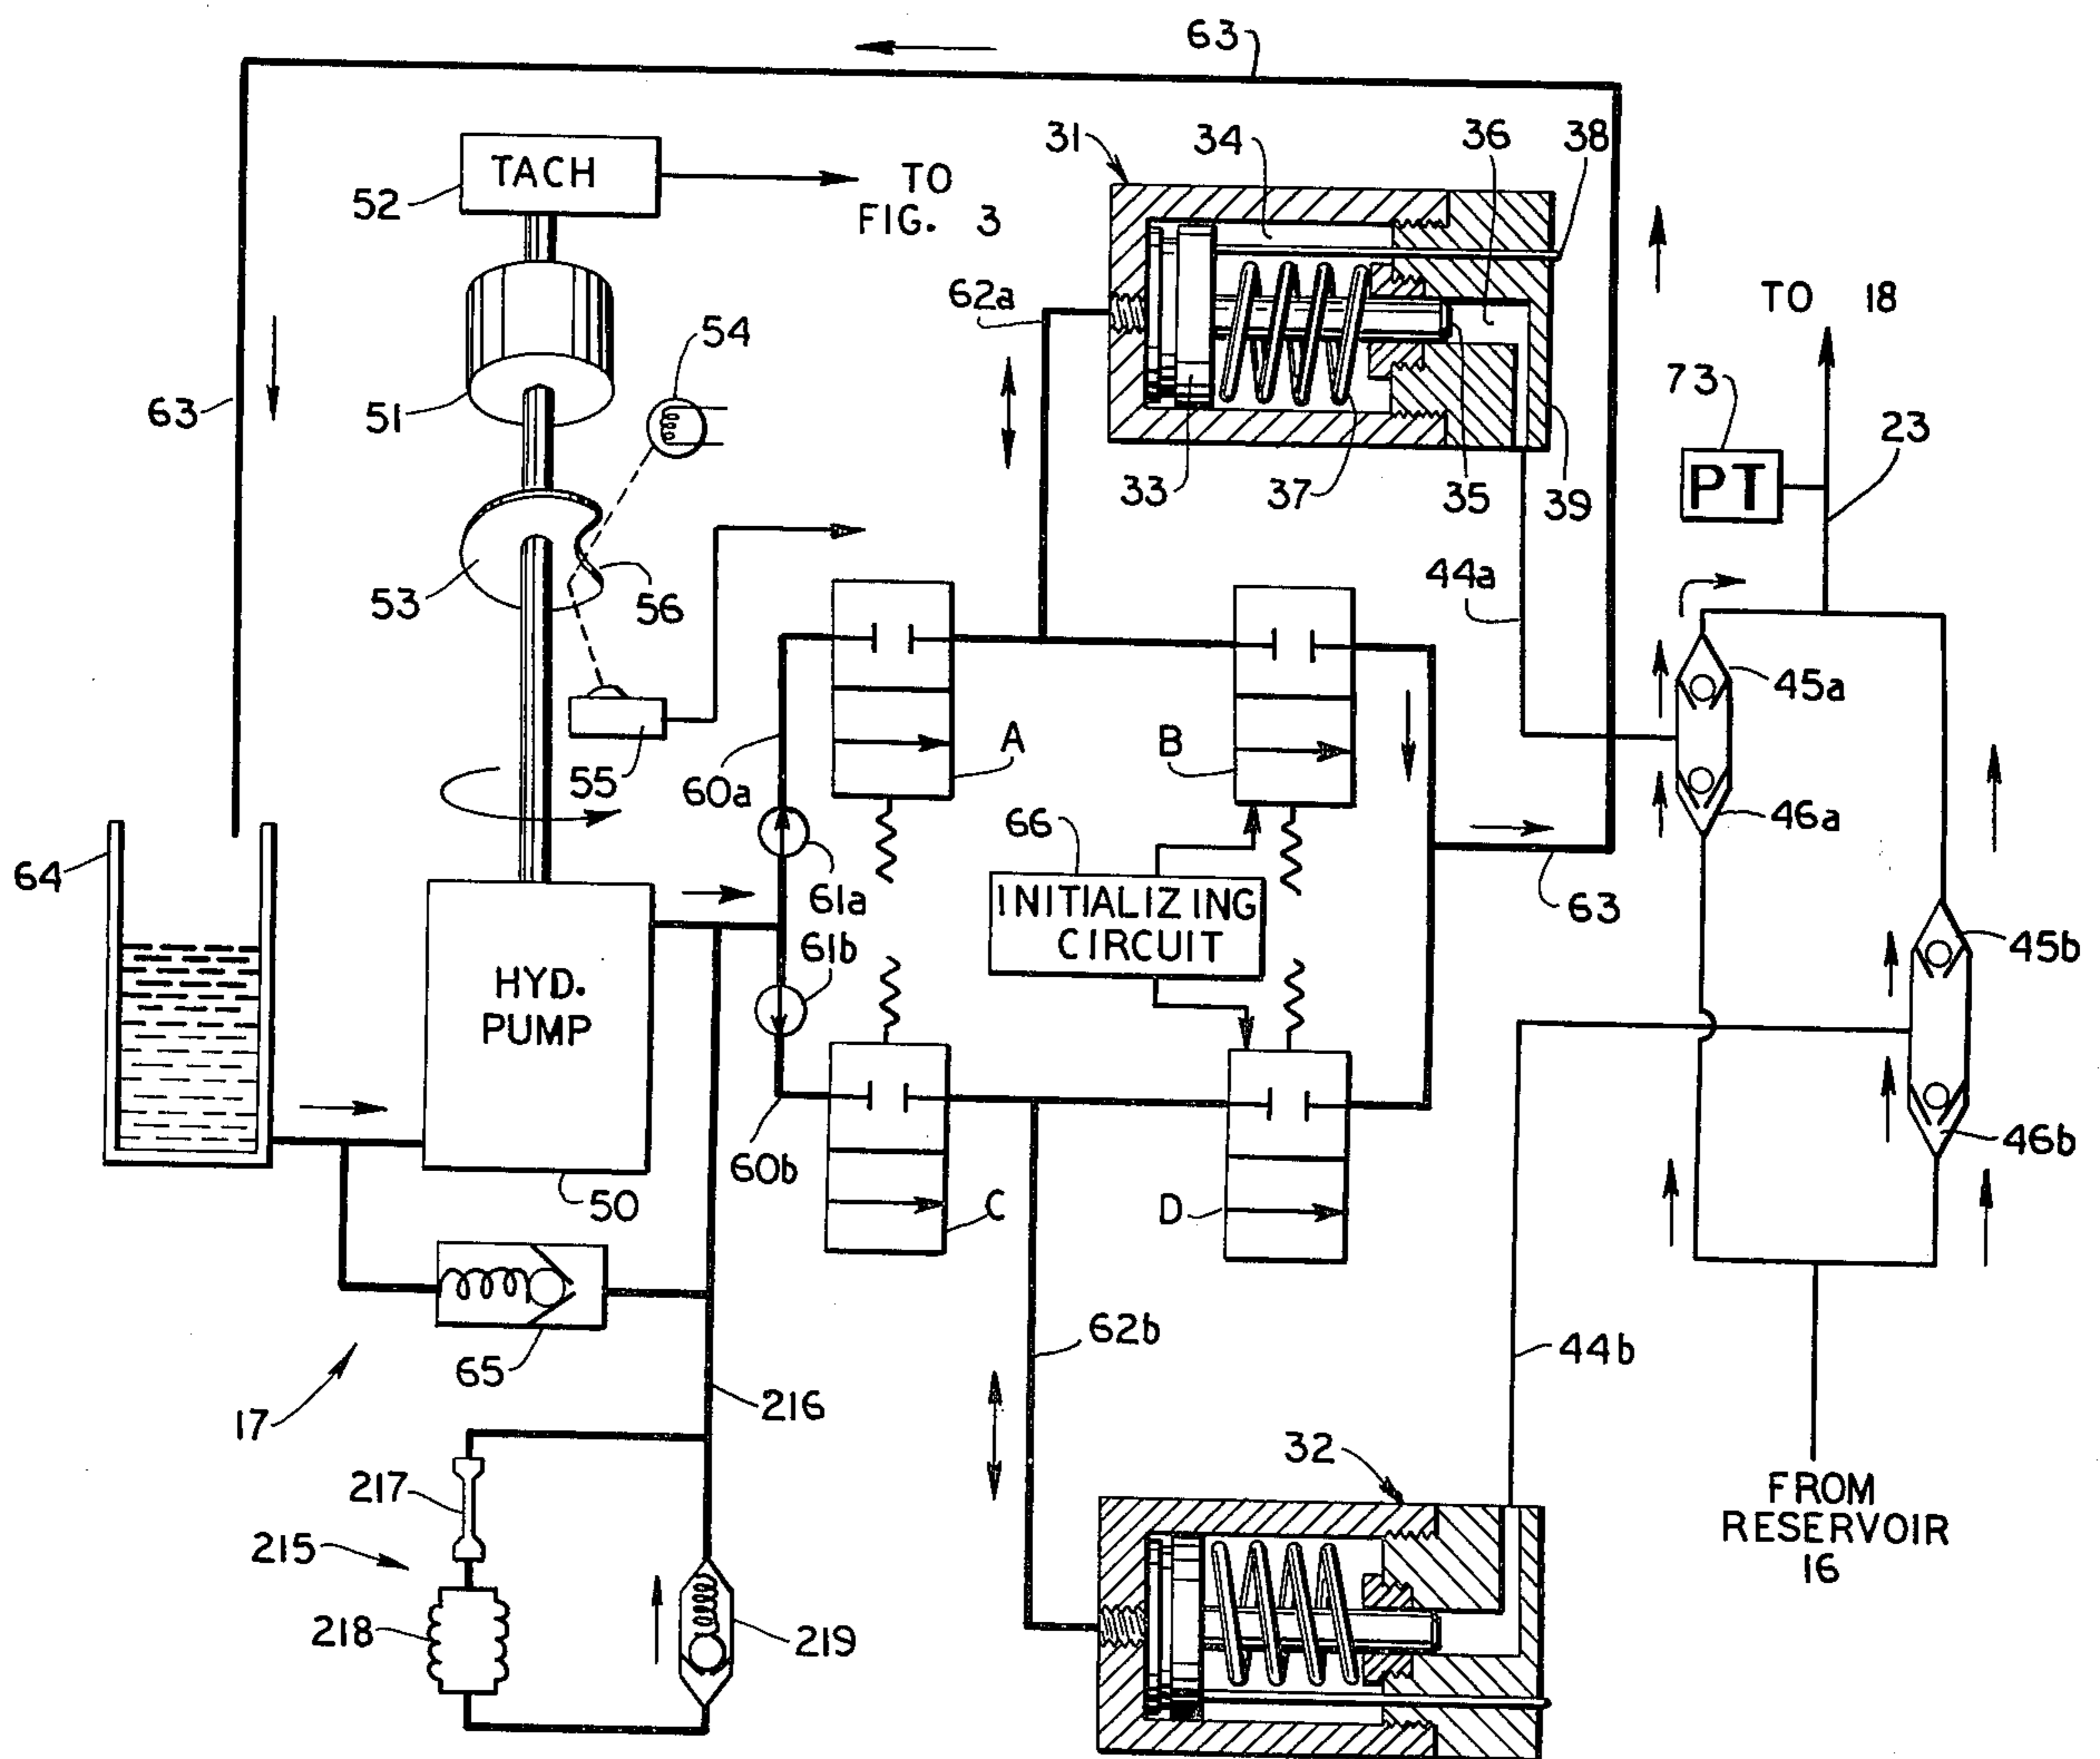 63
31
34
36
38
TACH
52
TO
FIG. 3
62a
TO 18
54
73
PT
63
51
33
37
35
39
23
53
56
44a
45a
55
60a
A
B
46a
64
66
61a
INITIALIZING
CIRCUIT
63
61b
45b
HYD.
PUMP
60b
46b
50
C
D
65
62b
44b
17
216
32
217
FROM
RESERVOIR
16
215
218
219